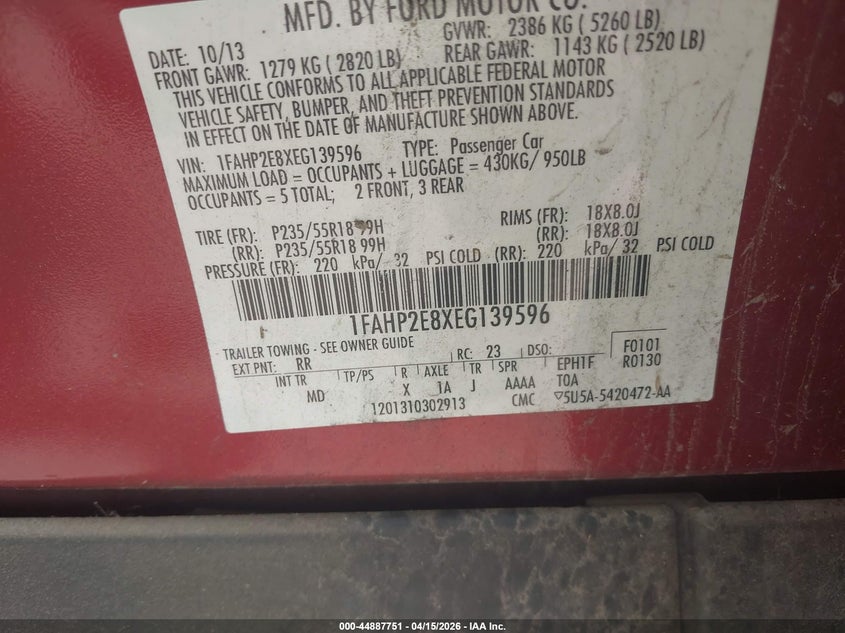 MFD. BY FORD MOTOR CO.
DATE: 10/13 GVWR: 2386 KG ( 5260 LB)
FRONT GAWR: 1279 KG ( 2820 LB) REAR GAWR: 1143 KG ( 2520 LB)
THIS VEHICLE CONFORMS TO ALL APPLICABLE FEDERAL MOTOR
VEHICLE SAFETY, BUMPER, AND THEFT PREVENTION STANDARDS
IN EFFECT ON THE DATE OF MANUFACTURE SHOWN ABOVE.
VIN: 1FAHP2E8XEG139596 TYPE: Passenger Car
MAXIMUM LOAD = OCCUPANTS + LUGGAGE = 430KG/ 950LB
OCCUPANTS = 5 TOTAL; 2 FRONT, 3 REAR
TIRE (FR): P235/55R18 99H RIMS (FR): 18X8.0J
(RR): P235/55R18 99H (RR): 18X8.0J
PRESSURE (FR): 220 kPa/ 32 PSI COLD (RR): 220 kPa/ 32 PSI COLD
1FAHP2E8XEG139596
TRAILER TOWING - SEE OWNER GUIDE
EXT PNT: RR RC: 23 DSO: F0101
INT TR TP/PS R AXLE TR SPR EPH1F R0130
MD X 1A J AAAA TOA
1201310302913 CMC ▽5U5A-5420472-AA
000-44887751 - 04/15/2026 - IAA Inc.